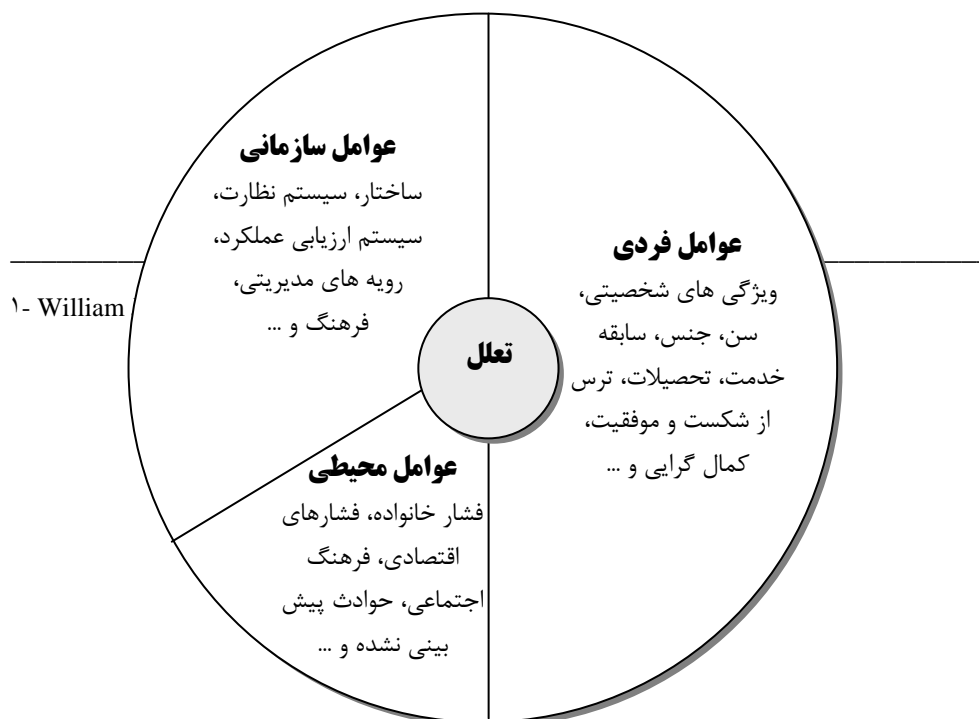 عوامل سازمانی
ساختار، سیستم نظارت،
سیستم ارزیابی عملکرد،
رویه های مدیریتی،
فرهنگ و ...
عوامل فردی
ویژگی های شخصیتی،
سن، جنس، سابقه
خدمت، تحصیلات، ترس
از شکست و موفقیت،
کمال گرایی و ...
تعلل
عوامل محیطی
فشار خانواده، فشارهای
اقتصادی، فرهنگ
اجتماعی، حوادث پیش
بینی نشده و ...
۱- William